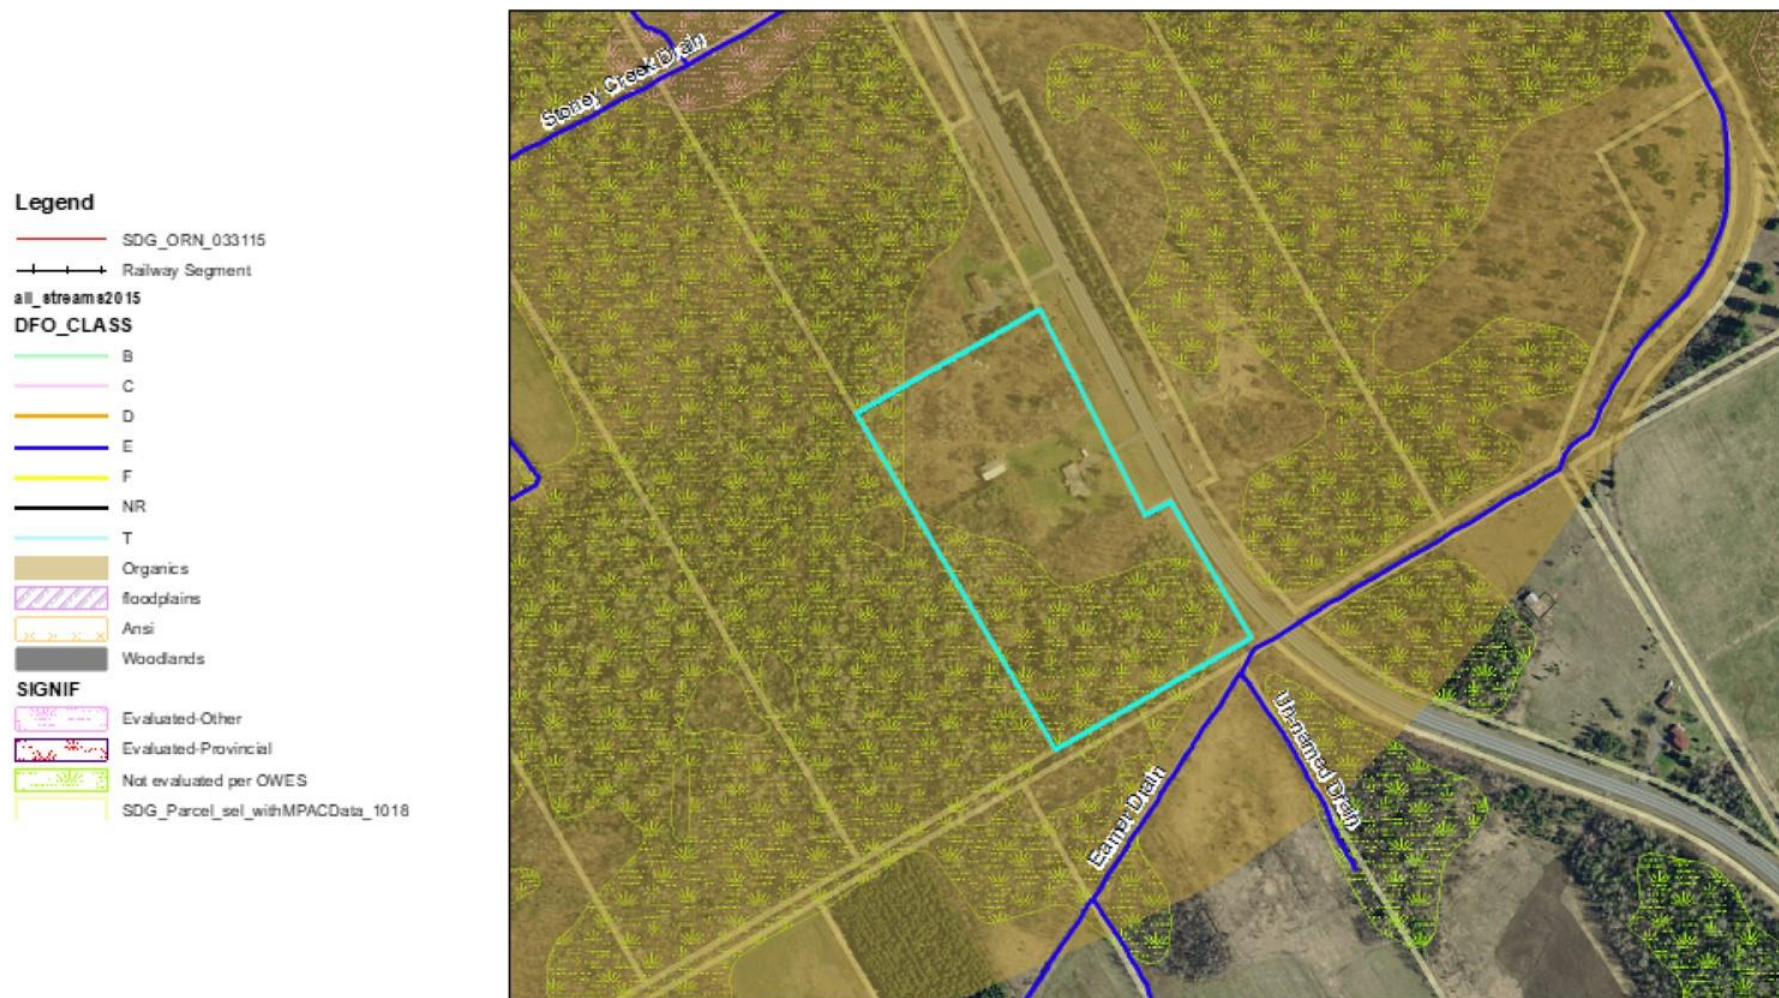 Legend
SDG_ORN_033115
Railway Segment
all_streams2015
DFO_CLASS
B
C
D
E
F
NR
T
Organics
floodplains
Ansi
Woodlands
SIGNIF
Evaluated-Other
Evaluated-Provincial
Not evaluated per OWES
SDG_Parcel_sel_withMPACData_1018
Stoney Creek Drain
Eamer Drain
Un-named Drain